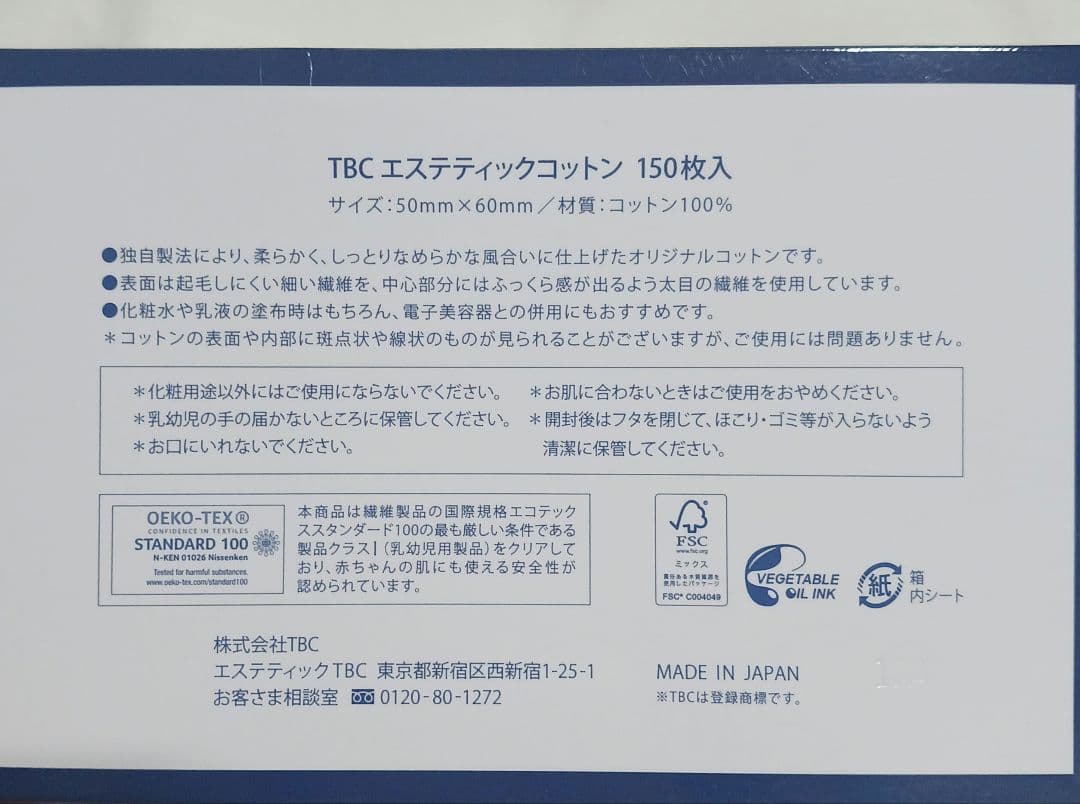 TBC エステティックコットン 150枚入
サイズ:50mm×60mm/材質:コットン100%
●独自製法により、柔らかく、しっとりなめらかな風合いに仕上げたオリジナルコットンです。
●表面は起毛しにくい細い繊維を、中心部分にはふっくら感が出るよう太目の繊維を使用しています。
●化粧水や乳液の塗布時はもちろん、電子美容器との併用にもおすすめです。
＊コットンの表面や内部に斑点状や線状のものが見られることがございますが、ご使用には問題ありません。
＊化粧用途以外にはご使用にならないでください。
＊乳幼児の手の届かないところに保管してください。
＊お口にいれないでください。
＊お肌に合わないときはご使用をおやめください。
＊開封後はフタを閉じて、ほこり・ゴミ等が入らないよう
清潔に保管してください。
OEKO-TEX®
CONFIDENCE IN TEXTILES
STANDARD 100
N-KEN 01026 Nissenken
Tested for harmful substances.
www.oeko-tex.com/standard100
本商品は繊維製品の国際規格エコテック
ススタンダード100の最も厳しい条件である
製品クラスⅠ(乳幼児用製品)をクリアして
おり、赤ちゃんの肌にも使える安全性が
認められています。
FSC
www.fsc.org
ミックス
責任ある木質資源を
使用したパッケージ
FSC® C004049
VEGETABLE
OIL INK
紙
箱
内シート
株式会社TBC
エステティックTBC 東京都新宿区西新宿1-25-1
お客さま相談室 0120-80-1272
MADE IN JAPAN
※TBCは登録商標です。